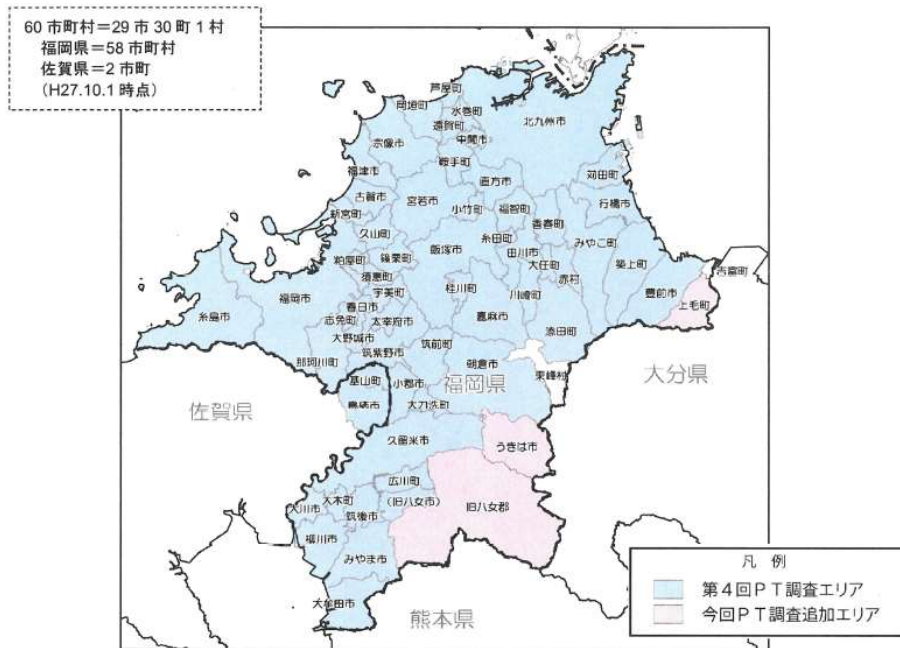 60 市町村＝29 市 30 町 1 村
福岡県＝58 市町村
佐賀県＝2 市町
(H27.10.1 時点)
芦屋町
岡垣町
水巻町
遠賀町
北九州市
中間市
宗像市
鞍手町
福津市
直方市
苅田町
古賀市
宮若市
行橋市
新宮町
小竹町
福智町
香春町
久山町
糸田町
みやこ町
粕屋町
篠栗町
飯塚市
田川市
築上町
須恵町
大任町
赤村
吉富町
宇美町
桂川町
川崎町
豊前市
上毛町
福岡市
春日市
糸島市
志免町
太宰府市
嘉麻市
添田町
大野城市
筑前町
那珂川町
筑紫野市
朝倉市
東峰村
大分県
基山町
小郡市
福岡県
佐賀県
鳥栖市
大刀洗町
久留米市
うきは市
広川町
大木町
(旧八女市)
大川市
筑後市
旧八女郡
柳川市
みやま市
大牟田市
熊本県
凡 例
第４回ＰＴ調査エリア
今回ＰＴ調査追加エリア